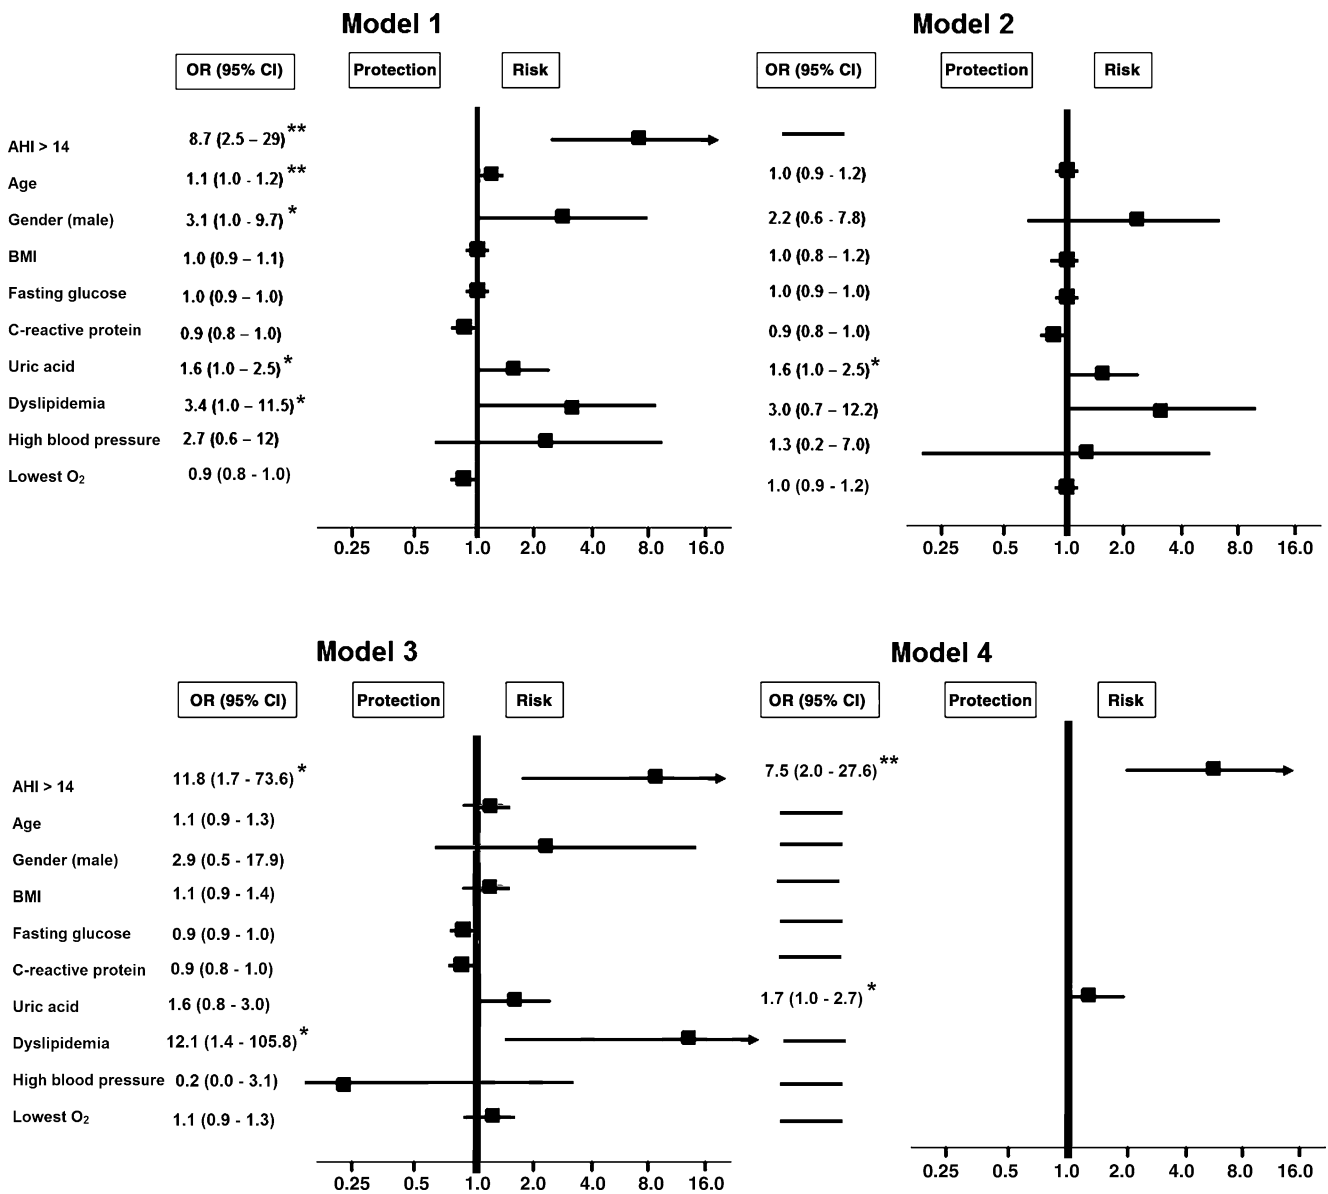 Model 1
Model 2
OR (95% CI) Protection Risk OR (95% CI) Protection Risk
AHI > 14 8.7 (2.5 – 29)**
Age 1.1 (1.0 - 1.2)** 1.0 (0.9 - 1.2)
Gender (male) 3.1 (1.0 - 9.7)* 2.2 (0.6 - 7.8)
BMI 1.0 (0.9 – 1.1) 1.0 (0.8 – 1.2)
Fasting glucose 1.0 (0.9 – 1.0) 1.0 (0.9 – 1.0)
C-reactive protein 0.9 (0.8 – 1.0) 0.9 (0.8 – 1.0)
Uric acid 1.6 (1.0 – 2.5)* 1.6 (1.0 – 2.5)*
Dyslipidemia 3.4 (1.0 – 11.5)* 3.0 (0.7 – 12.2)
High blood pressure 2.7 (0.6 – 12) 1.3 (0.2 – 7.0)
Lowest O₂ 0.9 (0.8 - 1.0) 1.0 (0.9 - 1.2)
0.25 0.5 1.0 2.0 4.0 8.0 16.0 0.25 0.5 1.0 2.0 4.0 8.0 16.0
Model 3
Model 4
OR (95% CI) Protection Risk OR (95% CI) Protection Risk
AHI > 14 11.8 (1.7 - 73.6)* 7.5 (2.0 - 27.6)**
Age 1.1 (0.9 - 1.3)
Gender (male) 2.9 (0.5 - 17.9)
BMI 1.1 (0.9 - 1.4)
Fasting glucose 0.9 (0.9 - 1.0)
C-reactive protein 0.9 (0.8 - 1.0)
Uric acid 1.6 (0.8 - 3.0) 1.7 (1.0 - 2.7)*
Dyslipidemia 12.1 (1.4 - 105.8)*
High blood pressure 0.2 (0.0 - 3.1)
Lowest O₂ 1.1 (0.9 - 1.3)
0.25 0.5 1.0 2.0 4.0 8.0 16.0 0.25 0.5 1.0 2.0 4.0 8.0 16.0